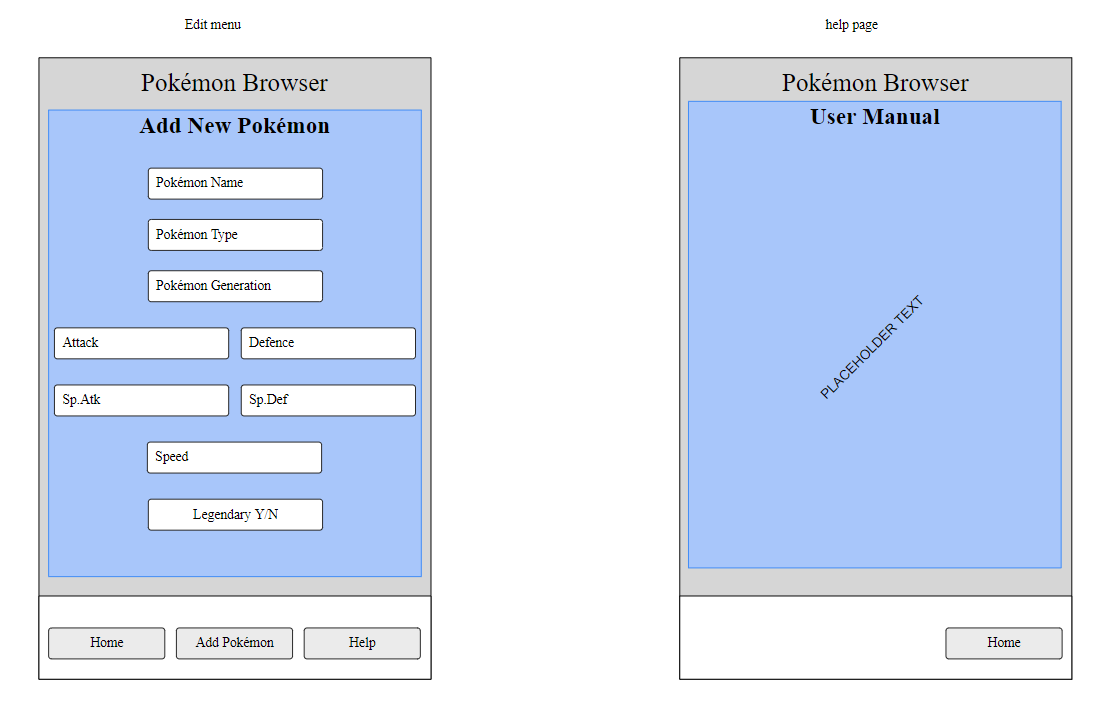 Edit menu
Pokémon Browser
Add New Pokémon
Pokémon Name
Pokémon Type
Pokémon Generation
Attack
Defence
Sp.Atk
Sp.Def
Speed
Legendary Y/N
Home
Add Pokémon
Help
help page
Pokémon Browser
User Manual
PLACEHOLDER TEXT
Home